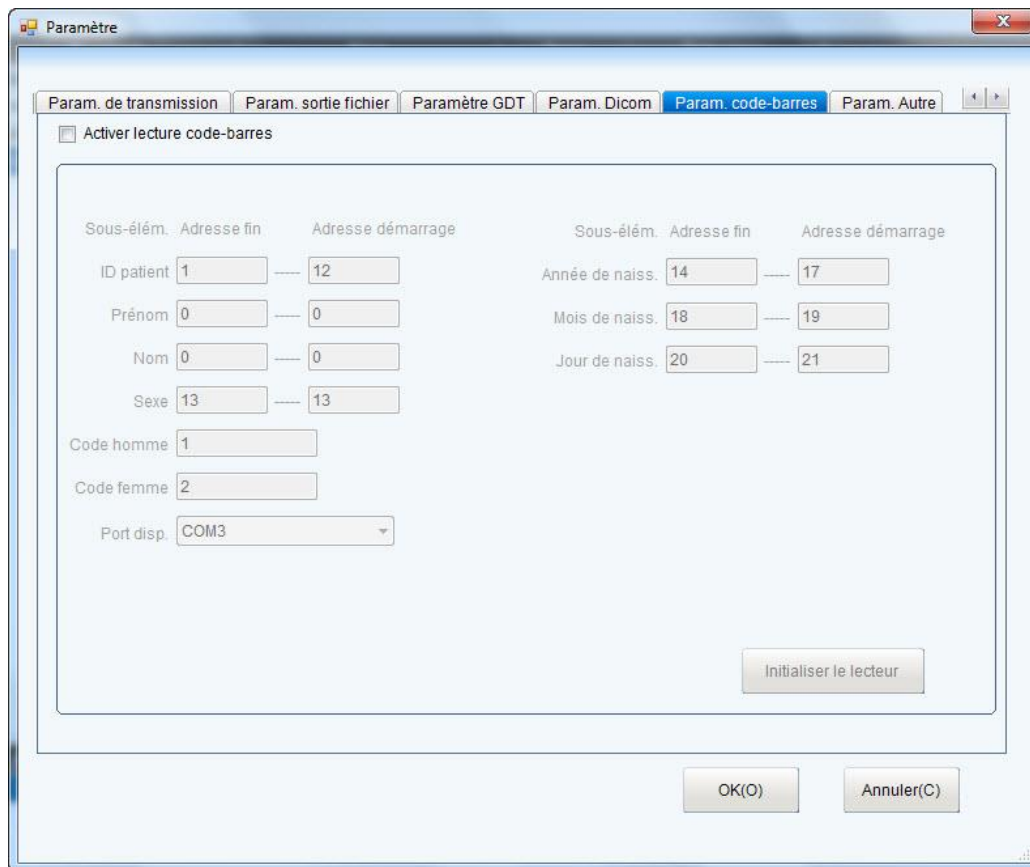 Paramètre
Param. de transmission Param. sortie fichier Paramètre GDT Param. Dicom Param. code-barres Param. Autre
Activer lecture code-barres
Sous-élém. Adresse fin Adresse démarrage
ID patient 1 ----- 12
Prénom 0 ----- 0
Nom 0 ----- 0
Sexe 13 ----- 13
Code homme 1
Code femme 2
Port disp. COM3
Sous-élém. Adresse fin Adresse démarrage
Année de naiss. 14 ----- 17
Mois de naiss. 18 ----- 19
Jour de naiss. 20 ----- 21
Initialiser le lecteur
OK(O) Annuler(C)